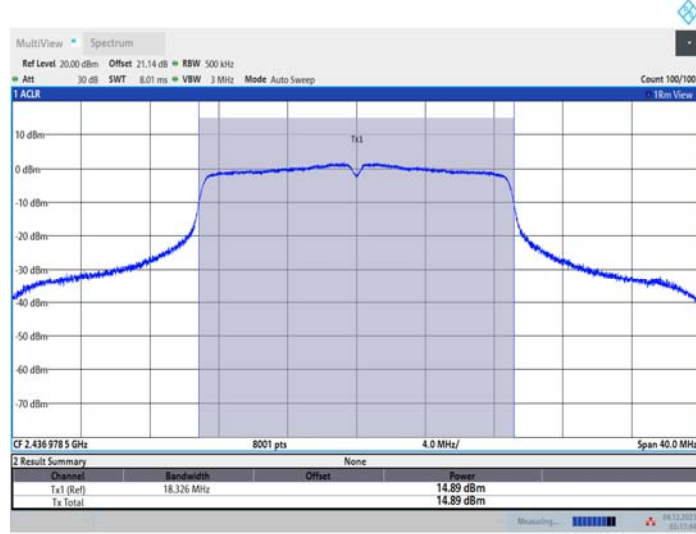 MultiView Spectrum
Ref Level 20.00 dBm Offset 21.14 dB RBW 500 kHz
Att 30 dB SWT 8.01 ms VBW 3 MHz Mode Auto Sweep Count 100/100
1 ACLR 1Rm View
Tx1
10 dBm
0 dBm
-10 dBm
-20 dBm
-30 dBm
-40 dBm
-50 dBm
-60 dBm
-70 dBm
CF 2.436 978 5 GHz 8001 pts 4.0 MHz/ Span 40.0 MHz
2 Result Summary None
Channel Bandwidth Offset Power
Tx1 (Ref) 18.326 MHz 14.89 dBm
Tx Total 14.89 dBm
Measuring...